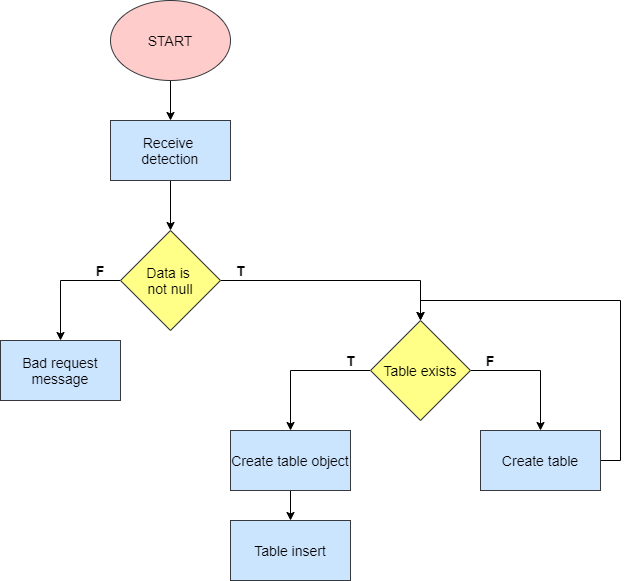 START
Receive
detection
F
T
Data is
not null
Bad request
message
T
F
Table exists
Create table object
Create table
Table insert